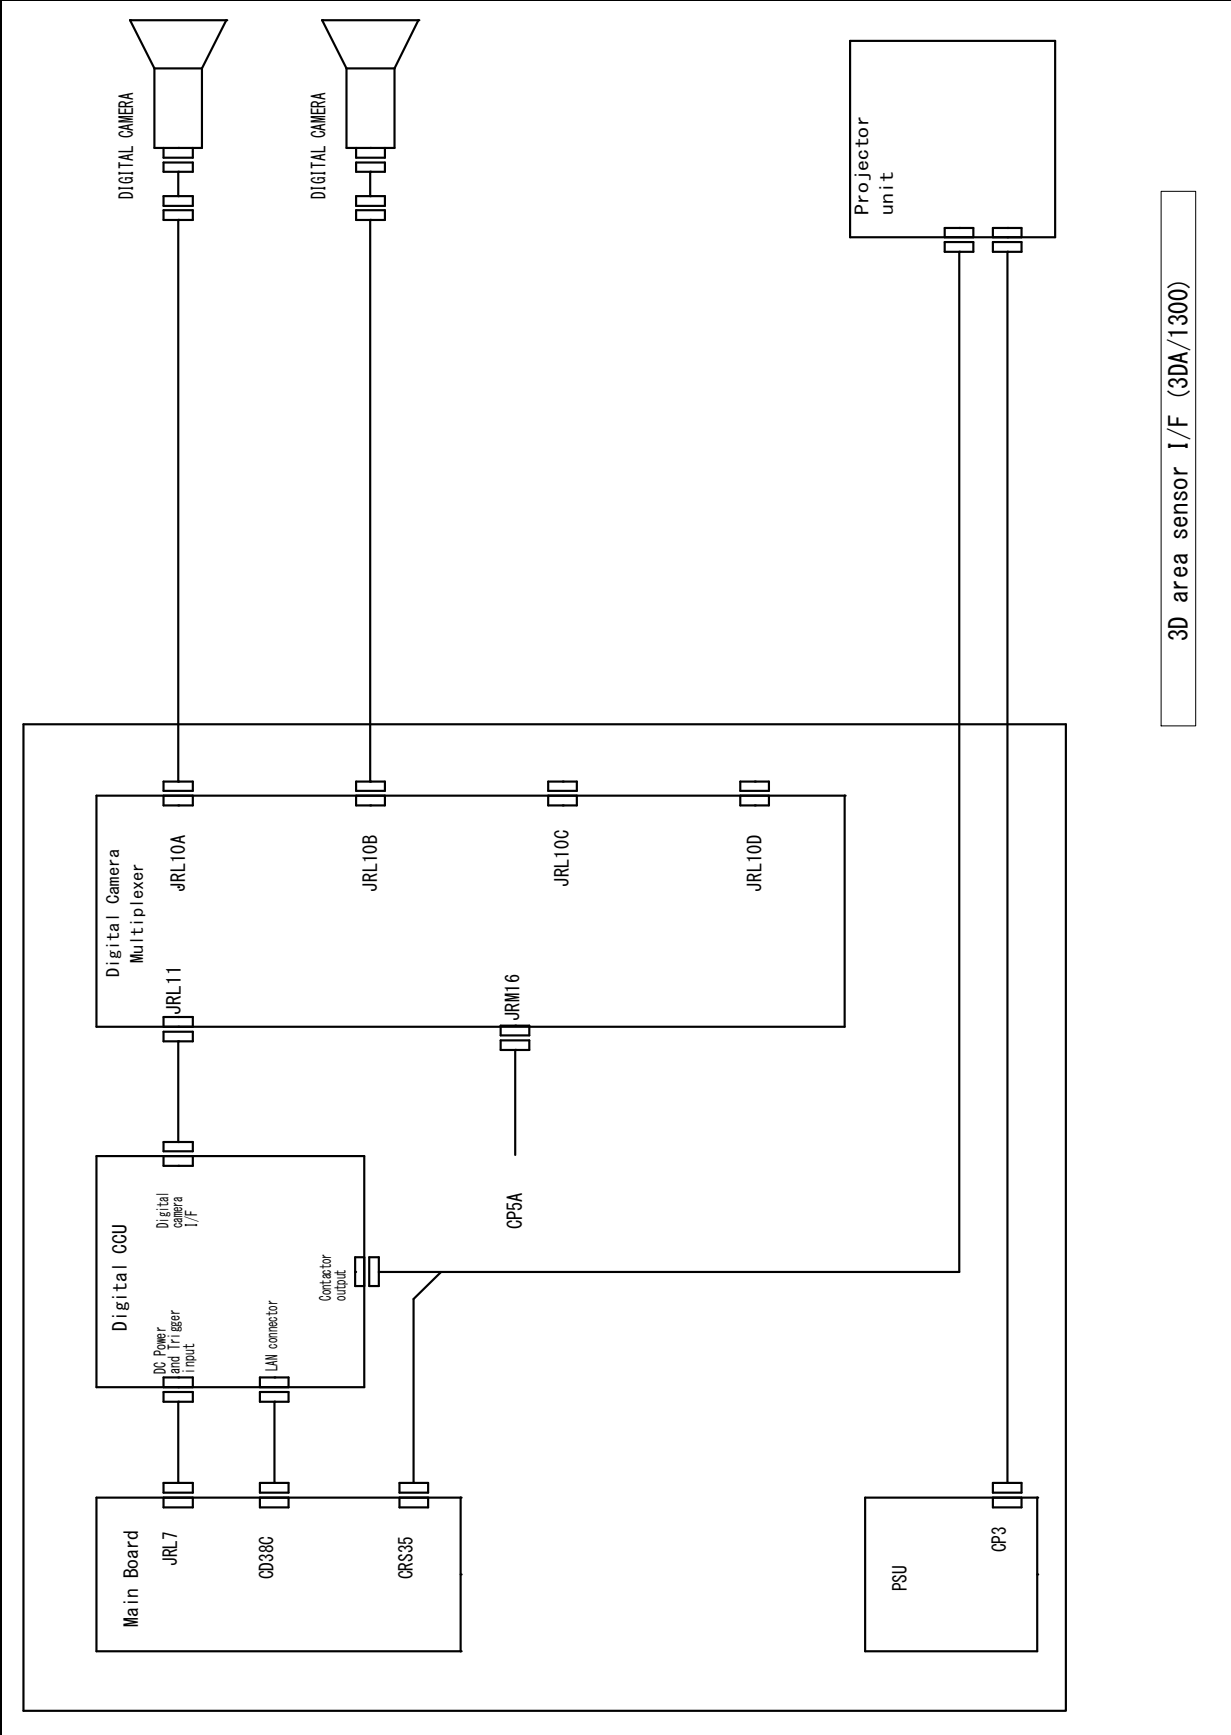 3D area sensor I/F (3DA/1300)
Main Board
JRL7
CD38C
CRS35
PSU
CP3
Digital CCU
DC Power
and Trigger
input
LAN connector
Digital
camera
I/F
Contactor
output
CP5A
Digital Camera
Multiplexer
JRL11
JRM16
JRL10A
JRL10B
JRL10C
JRL10D
DIGITAL CAMERA
DIGITAL CAMERA
Projector
unit